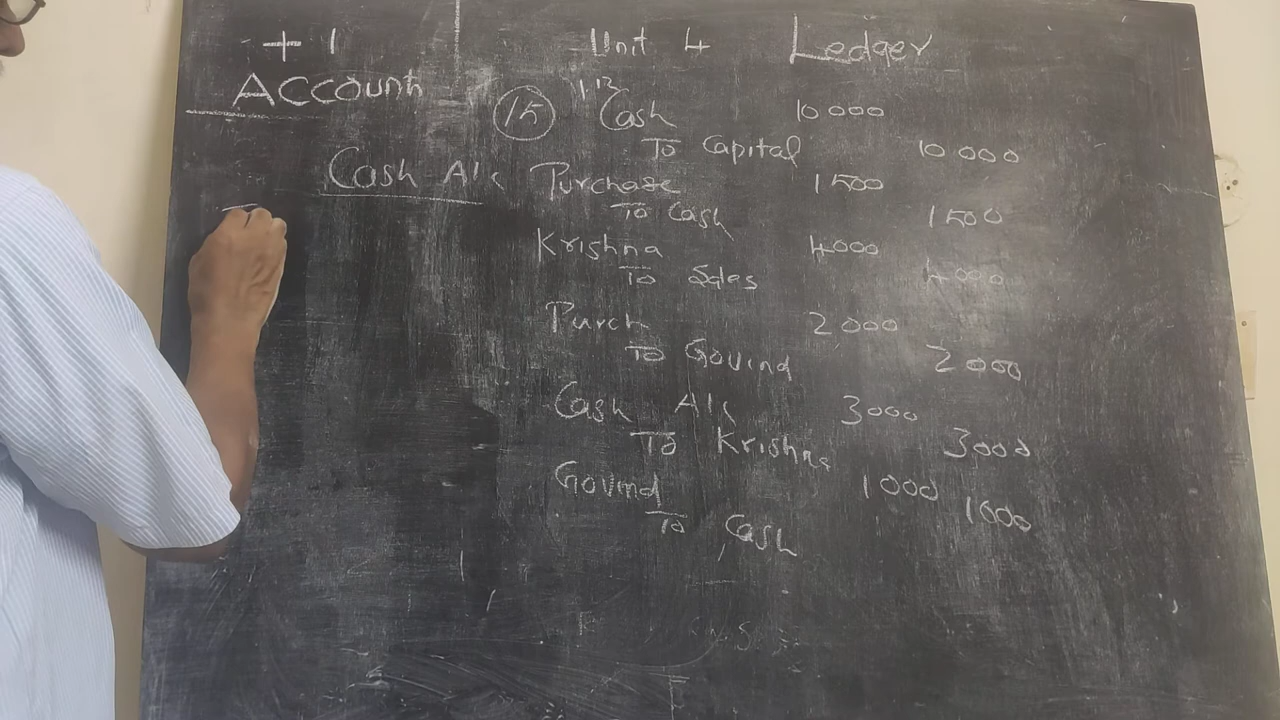 +1 Unit 4 Ledger
Account
15 1.12 Cash 10000
To Capital 10000
Cash A/c Purchase 1500
To Cash 1500
Krishna 4000
To Sales 4000
Purch 2000
To Govind 2000
Cash A/c 3000
To Krishna 3000
Govind 1000
To Cash 1000